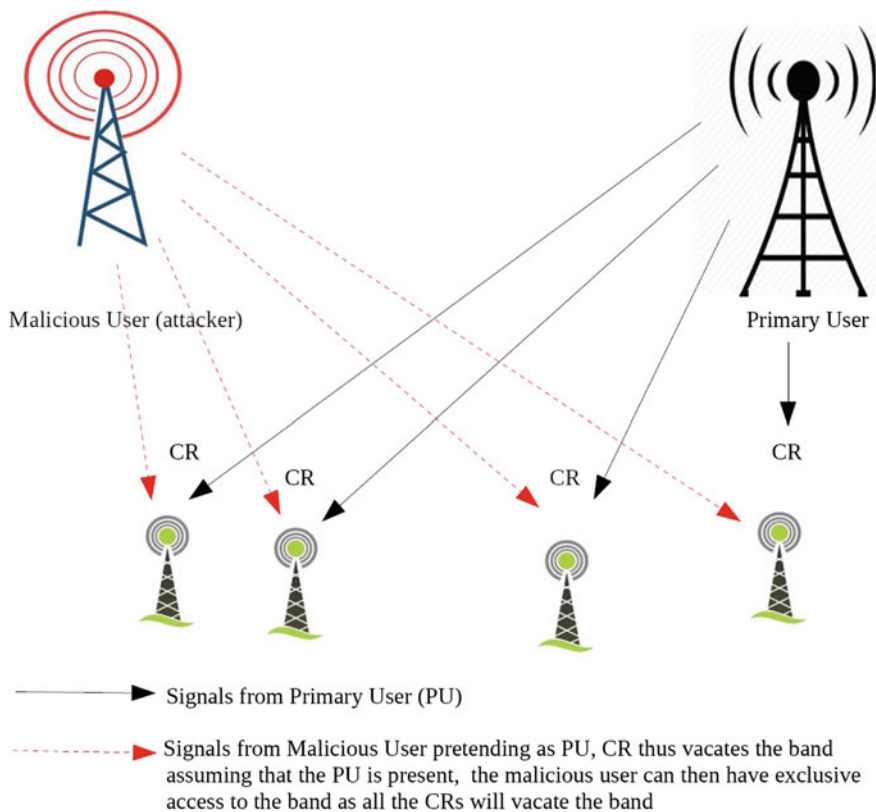 Malicious User (attacker)
Primary User
CR
CR
CR
CR
Signals from Primary User (PU)
Signals from Malicious User pretending as PU, CR thus vacates the band
assuming that the PU is present, the malicious user can then have exclusive
access to the band as all the CRs will vacate the band